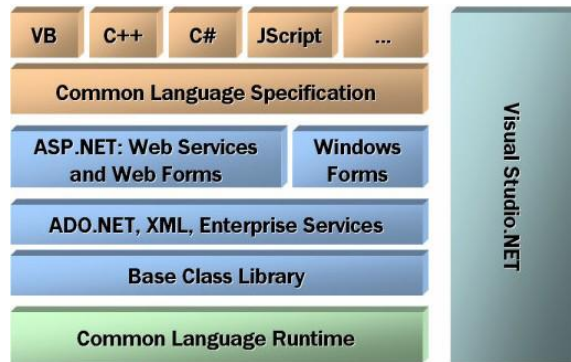 VB
C++
C#
JScript
...
Common Language Specification
ASP.NET: Web Services
and Web Forms
Windows
Forms
ADO.NET, XML, Enterprise Services
Base Class Library
Common Language Runtime
Visual Studio.NET